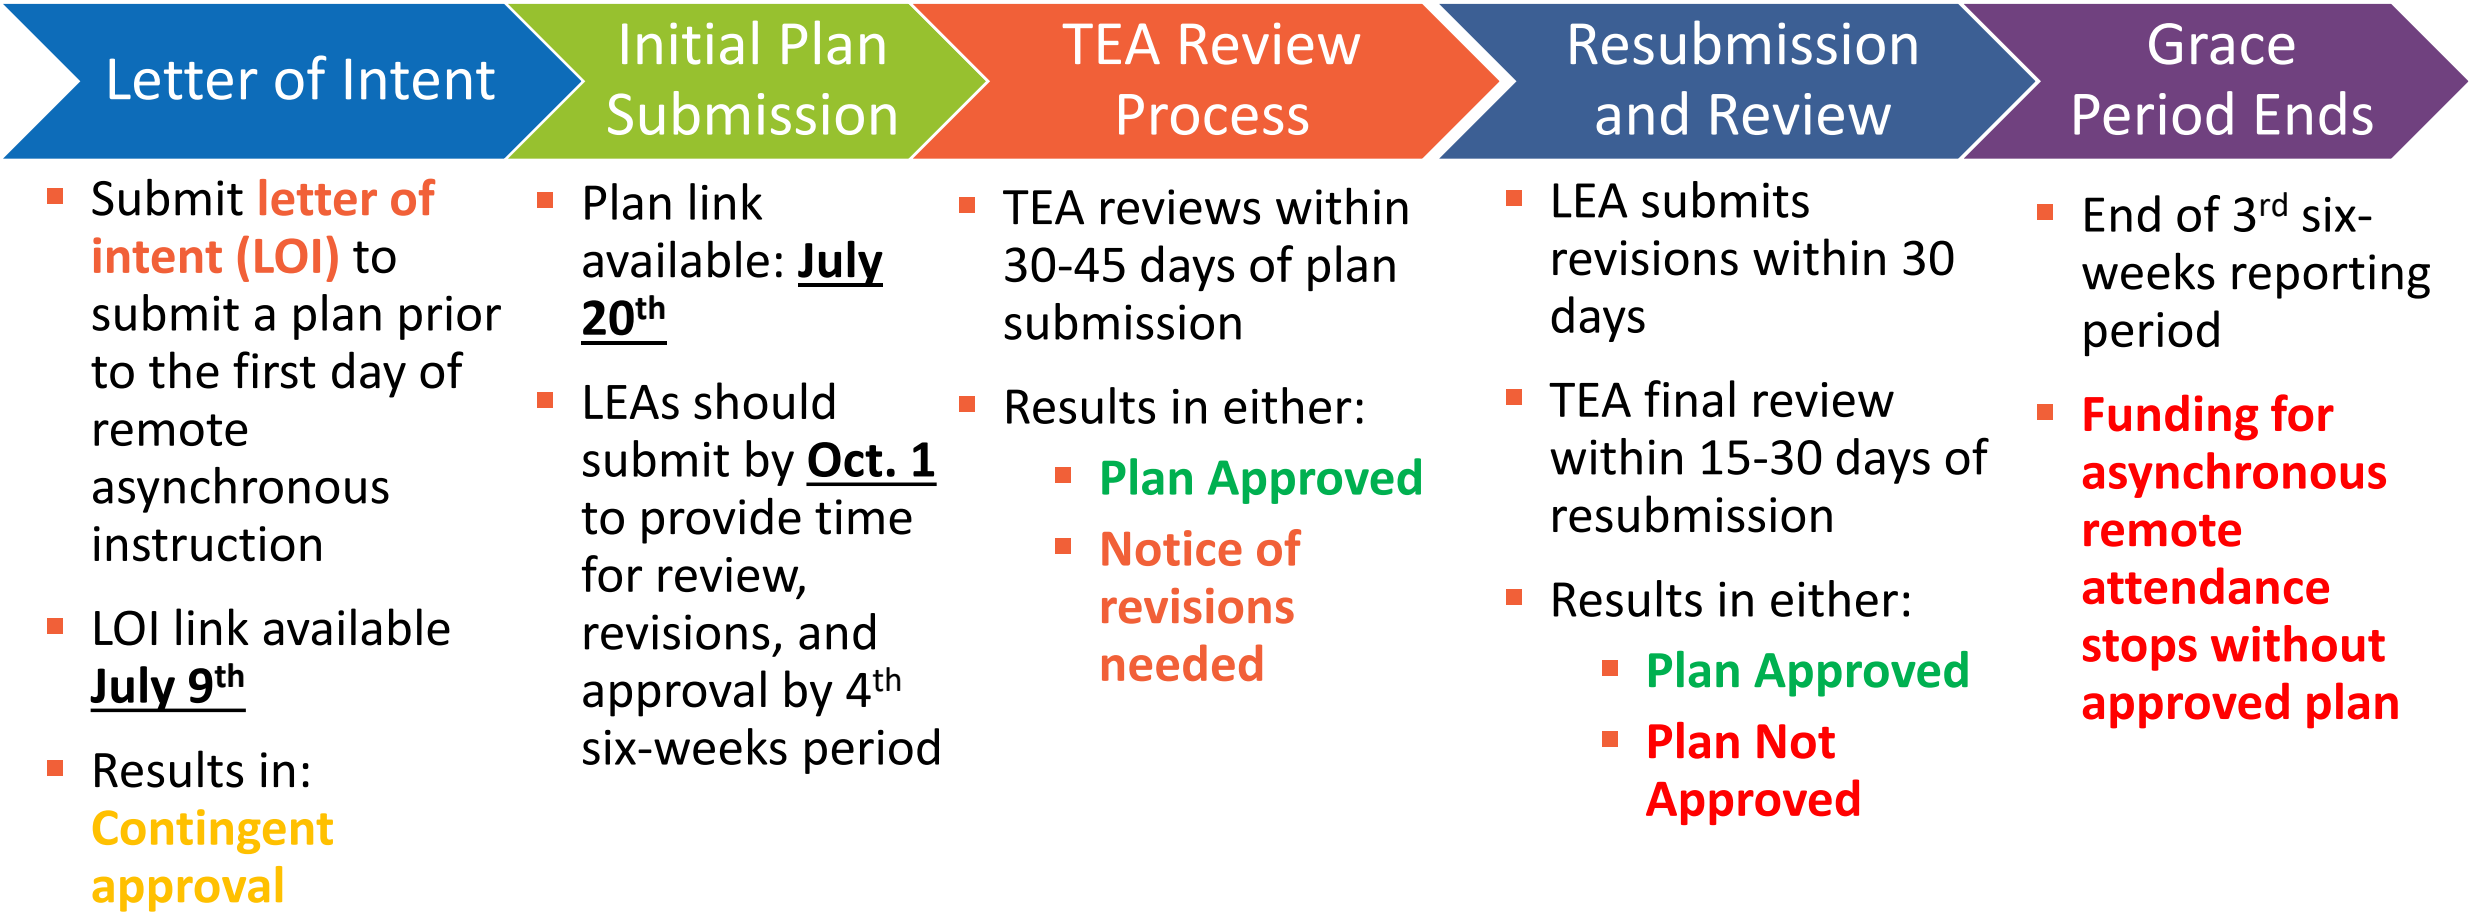 Letter of Intent
Initial Plan
Submission
TEA Review
Process
Resubmission
and Review
Grace
Period Ends
Submit letter of
intent (LOI) to
submit a plan prior
to the first day of
remote
asynchronous
instruction
LOI link available
July 9th
Results in:
Contingent
approval
Plan link
available: July
20th
LEAs should
submit by Oct. 1
to provide time
for review,
revisions, and
approval by 4th
six-weeks period
TEA reviews within
30-45 days of plan
submission
Results in either:
Plan Approved
Notice of
revisions
needed
LEA submits
revisions within 30
days
TEA final review
within 15-30 days of
resubmission
Results in either:
Plan Approved
Plan Not
Approved
End of 3rd six-
weeks reporting
period
Funding for
asynchronous
remote
attendance
stops without
approved plan